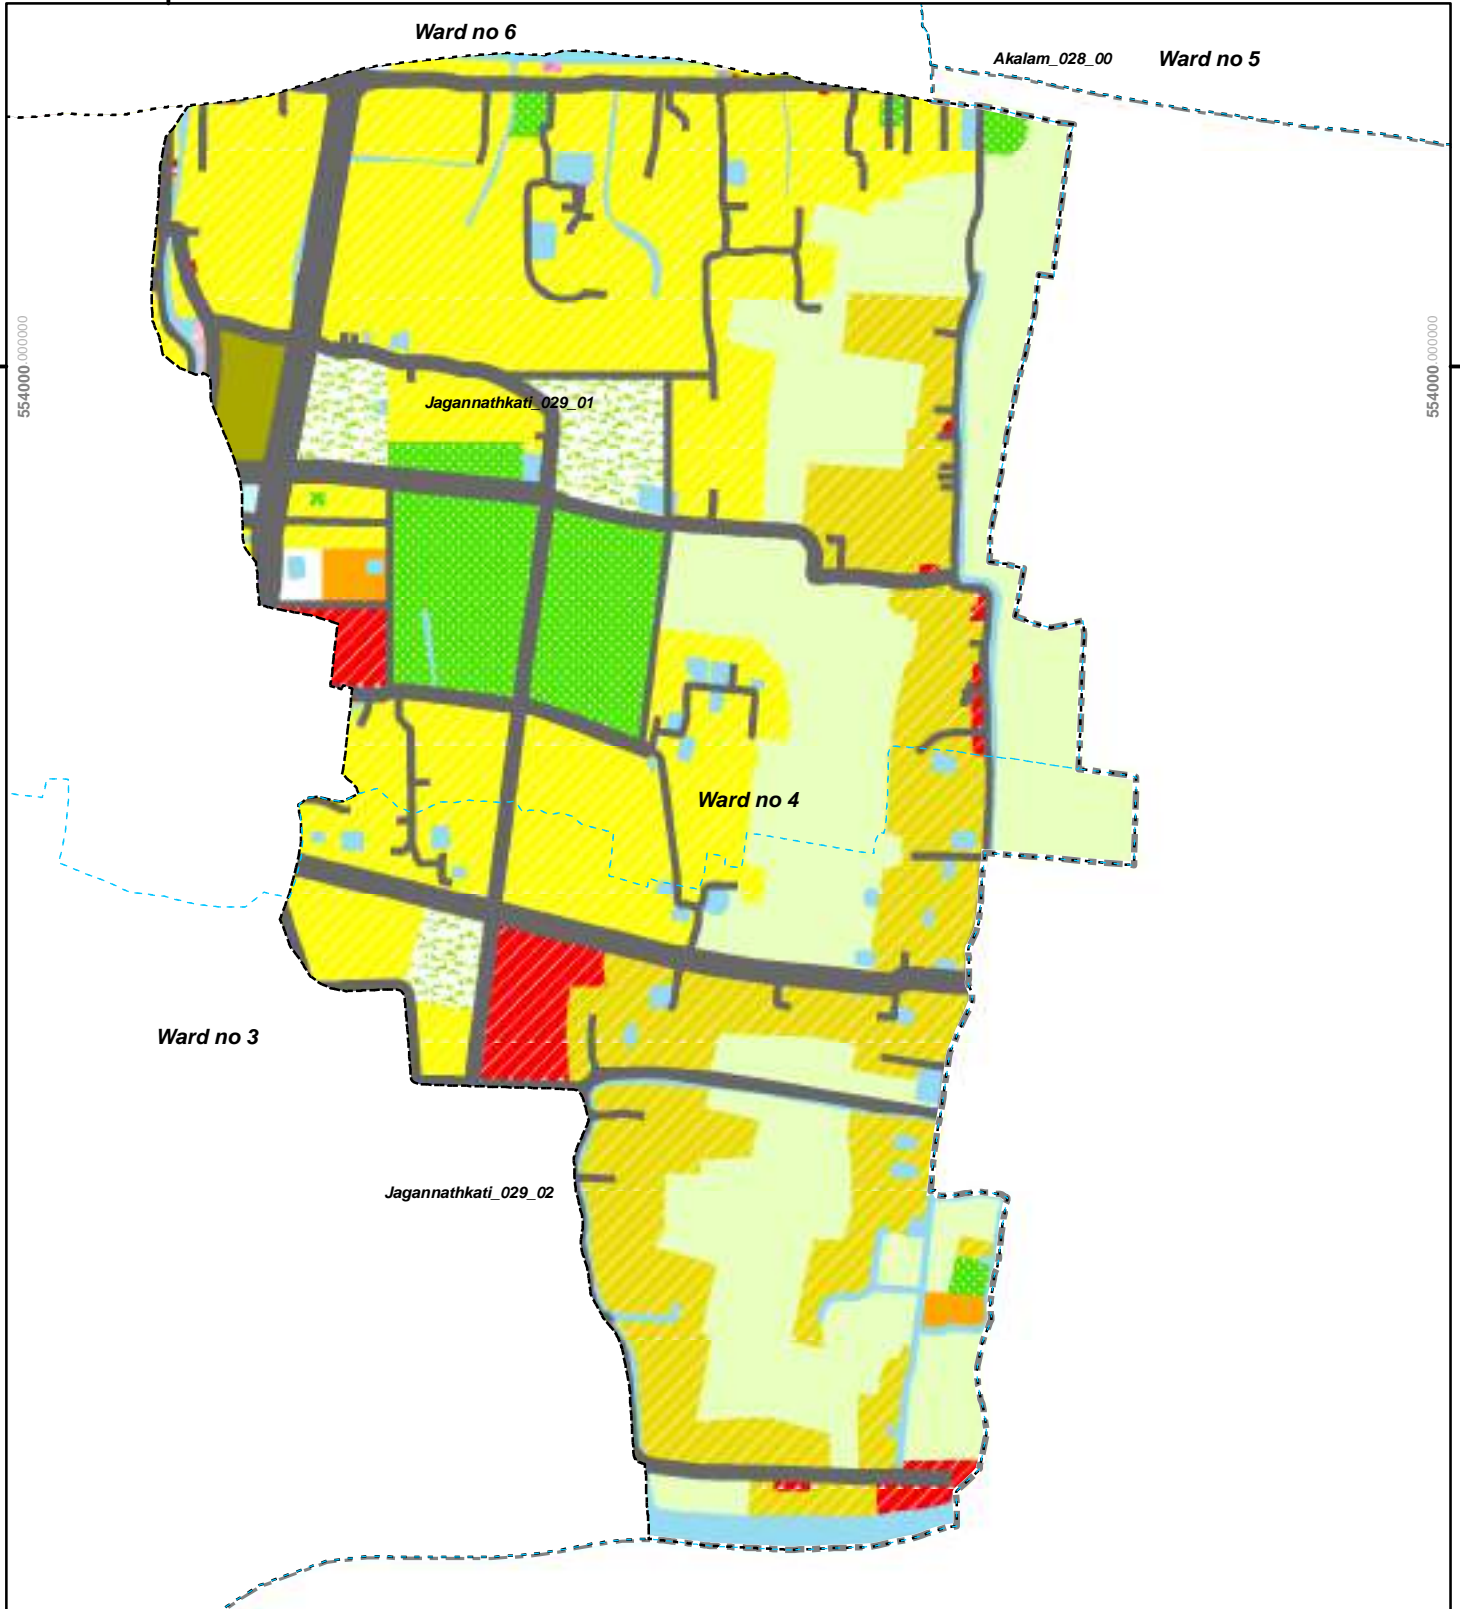 Ward no 6
Akalam_028_00
Ward no 5
554000.000000
554000.000000
Jagannathkati_029_01
Ward no 4
Ward no 3
Jagannathkati_029_02